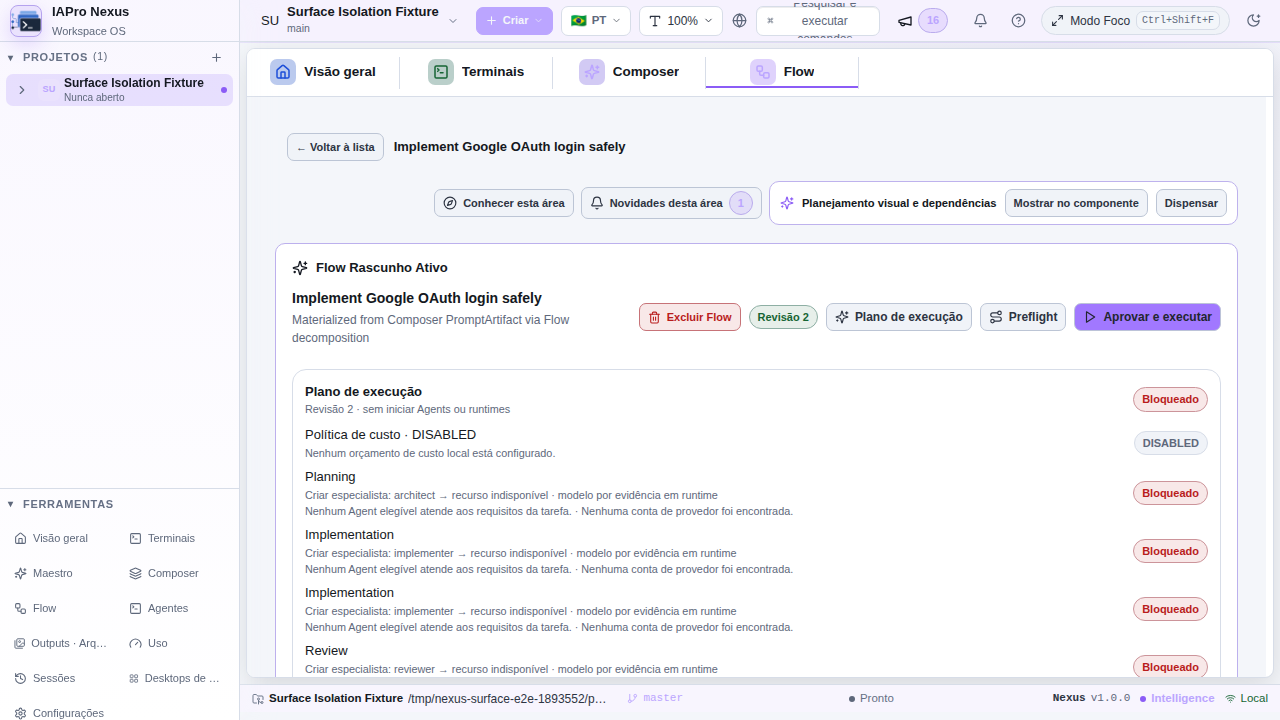 IAPro Nexus
Workspace OS
SU
Surface Isolation Fixture
main
Criar
🇧🇷 PT
100%
⌘
Pesquisar e
executar
comandos
16
Modo Foco
Ctrl+Shift+F
▾ PROJETOS (1)
SU
Surface Isolation Fixture
Nunca aberto
Visão geral
Terminais
Composer
Flow
← Voltar à lista
Implement Google OAuth login safely
Conhecer esta área
Novidades desta área 1
Planejamento visual e dependências
Mostrar no componente
Dispensar
Flow Rascunho Ativo
Implement Google OAuth login safely
Materialized from Composer PromptArtifact via Flow
decomposition
Excluir Flow
Revisão 2
Plano de execução
Preflight
Aprovar e executar
Plano de execução
Revisão 2 · sem iniciar Agents ou runtimes
Bloqueado
Política de custo · DISABLED
Nenhum orçamento de custo local está configurado.
DISABLED
Planning
Criar especialista: architect → recurso indisponível · modelo por evidência em runtime
Nenhum Agent elegível atende aos requisitos da tarefa. · Nenhuma conta de provedor foi encontrada.
Bloqueado
Implementation
Criar especialista: implementer → recurso indisponível · modelo por evidência em runtime
Nenhum Agent elegível atende aos requisitos da tarefa. · Nenhuma conta de provedor foi encontrada.
Bloqueado
Implementation
Criar especialista: implementer → recurso indisponível · modelo por evidência em runtime
Nenhum Agent elegível atende aos requisitos da tarefa. · Nenhuma conta de provedor foi encontrada.
Bloqueado
Review
Criar especialista: reviewer → recurso indisponível · modelo por evidência em runtime
Bloqueado
▾ FERRAMENTAS
Visão geral
Terminais
Maestro
Composer
Flow
Agentes
Outputs · Arq…
Uso
Sessões
Desktops de …
Configurações
Surface Isolation Fixture /tmp/nexus-surface-e2e-1893552/p…
master
Pronto
Nexus v1.0.0
Intelligence
Local